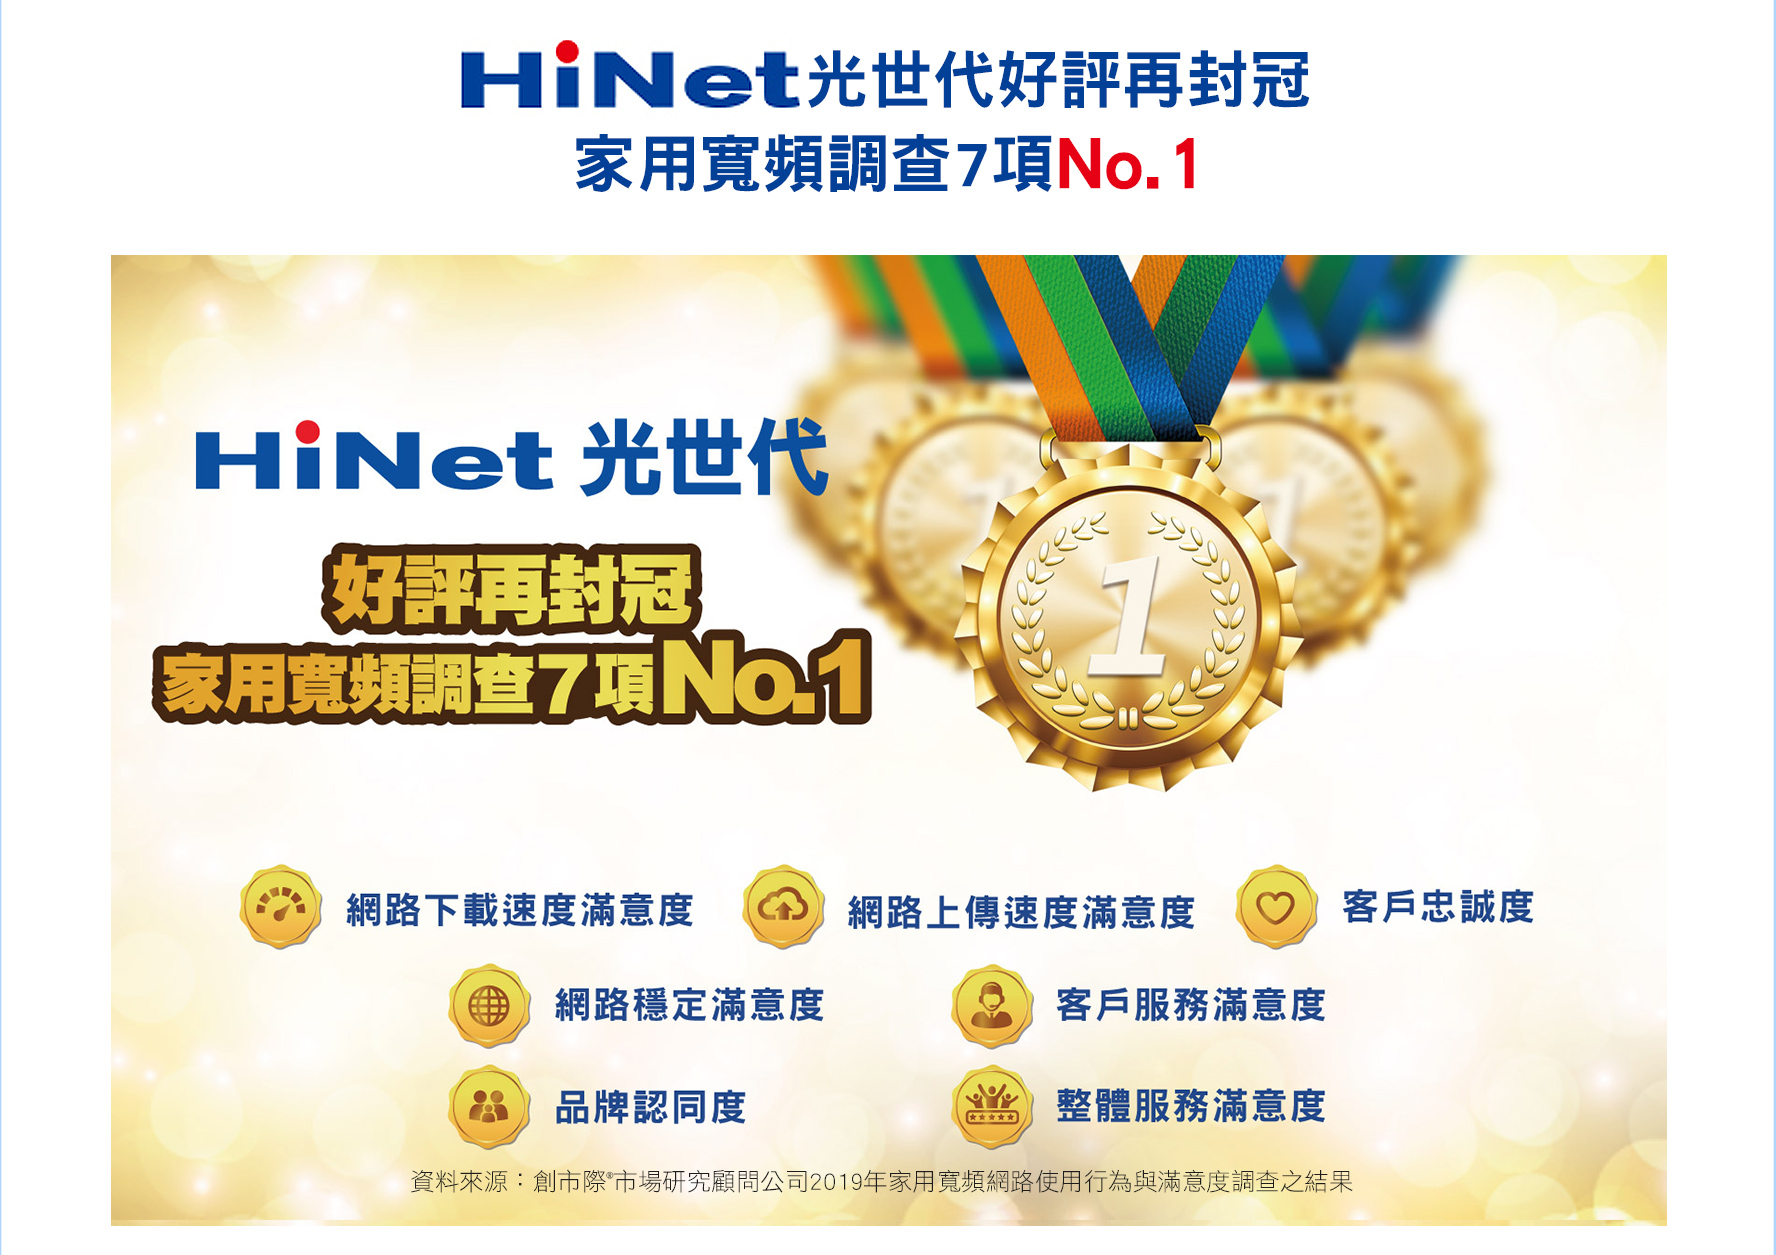 HiNet光世代好評再封冠
家用寬頻調查7項No.1
HiNet 光世代
好評再封冠
家用寬頻調查7項No.1
1
網路下載速度滿意度
網路上傳速度滿意度
客戶忠誠度
網路穩定滿意度
客戶服務滿意度
品牌認同度
整體服務滿意度
資料來源：創市際®市場研究顧問公司2019年家用寬頻網路使用行為與滿意度調查之結果